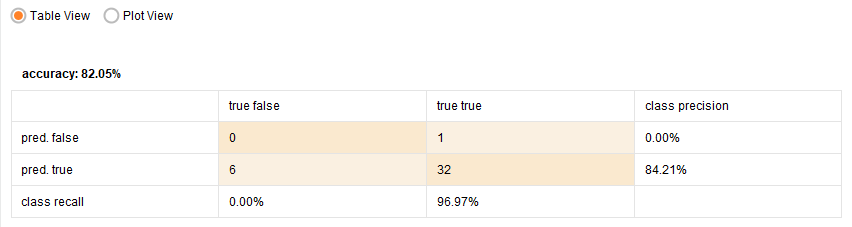 Table View Plot View
accuracy: 82.05%
true false true true class precision
pred. false 0 1 0.00%
pred. true 6 32 84.21%
class recall 0.00% 96.97%